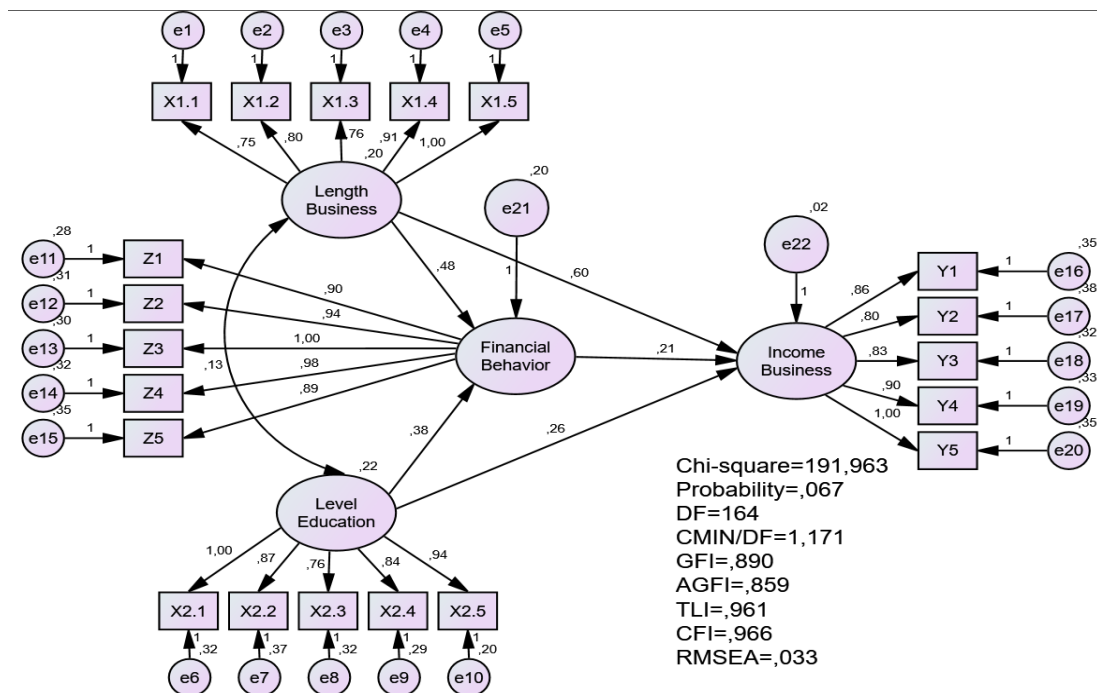 e1 e2 e3 e4 e5
1 1 1 1 1
X1.1 X1.2 X1.3 X1.4 X1.5
,75 ,80 ,76 ,91 1,00
,20
Length
Business
,20
e21
1
,02
e22
1
,48
,60
,28
e11 1 Z1
,31
e12 1 Z2
,30
e13 1 Z3
,32
e14 1 Z4
,35
e15 1 Z5
,90
,94
1,00
,98
,89
,13
Financial
Behavior
,21
Income
Business
,86
,80
,83
,90
1,00
,35
Y1 1 e16
,38
Y2 1 e17
,32
Y3 1 e18
,33
Y4 1 e19
,35
Y5 1 e20
,38
,26
,22
Level
Education
1,00 ,87 ,76 ,84 ,94
X2.1 X2.2 X2.3 X2.4 X2.5
1 1 1 1 1
,32 ,37 ,32 ,29 ,20
e6 e7 e8 e9 e10
Chi-square=191,963
Probability=,067
DF=164
CMIN/DF=1,171
GFI=,890
AGFI=,859
TLI=,961
CFI=,966
RMSEA=,033